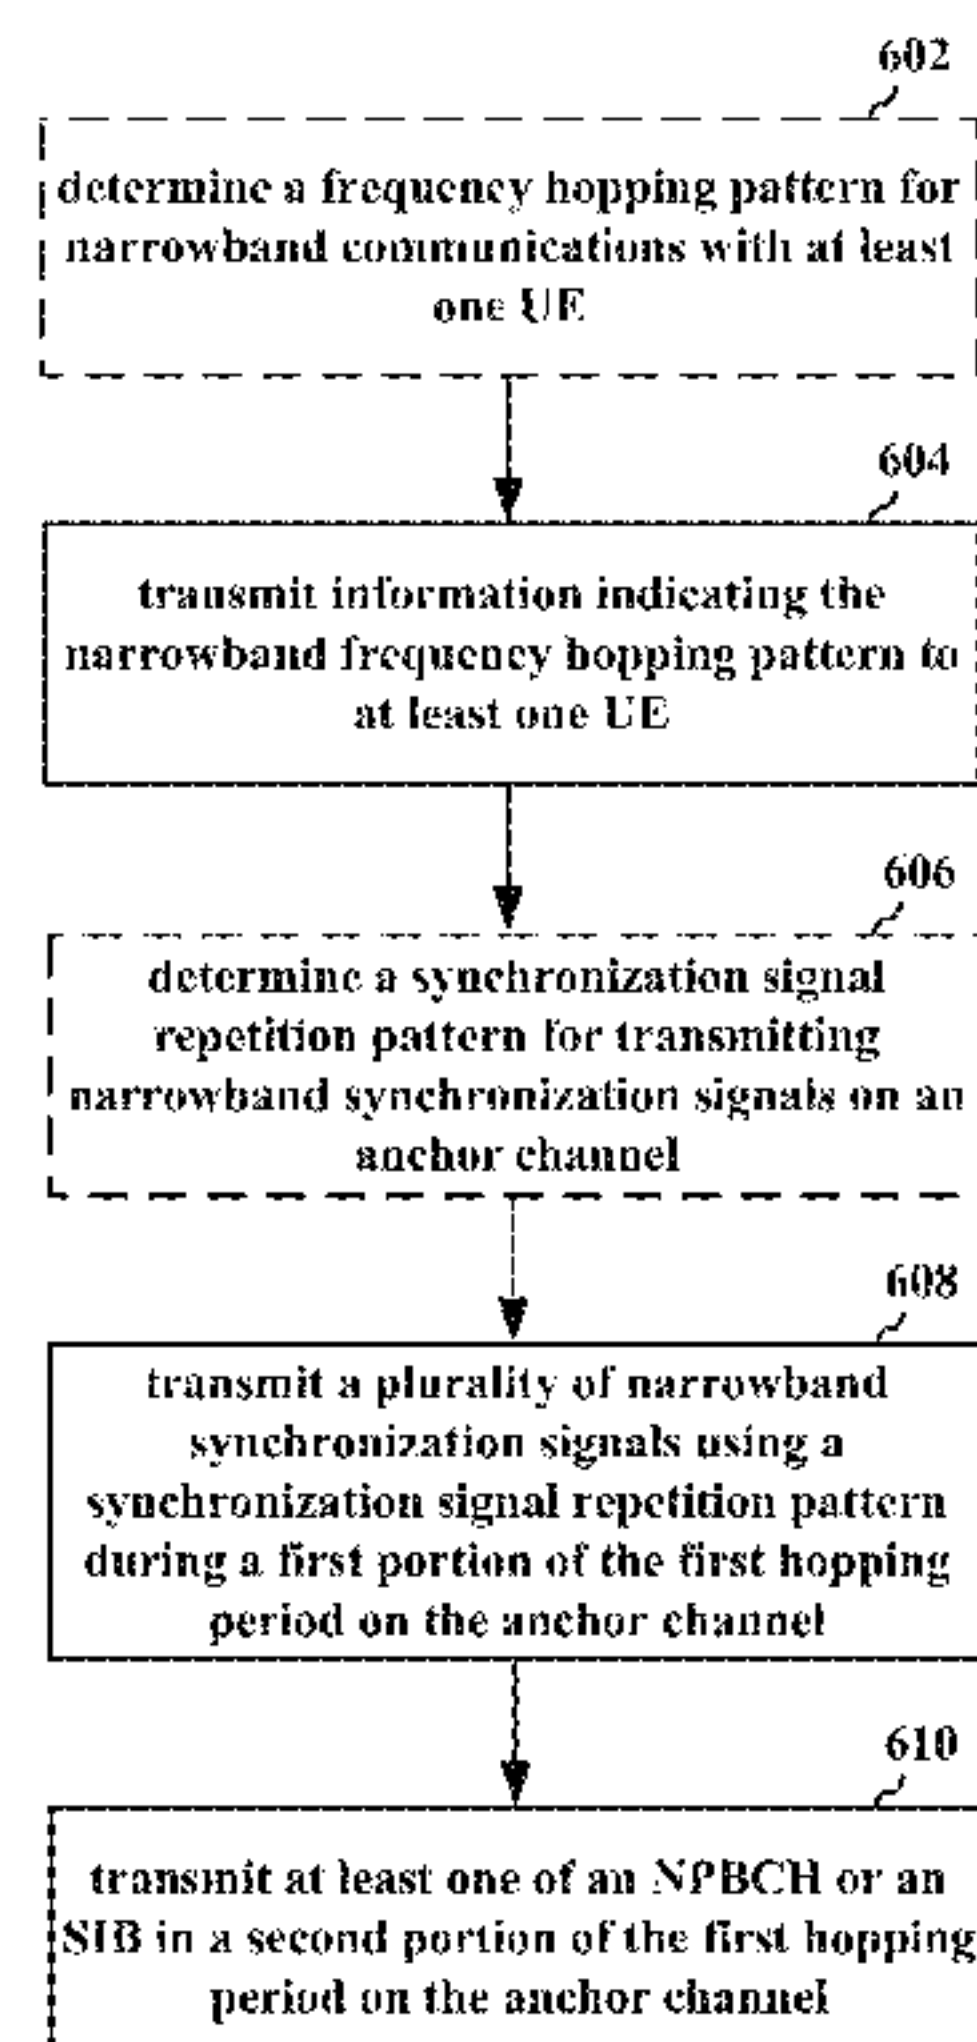 602
determine a frequency hopping pattern for
narrowband communications with at least
one UE
604
transmit information indicating the
narrowband frequency hopping pattern to
at least one UE
606
determine a synchronization signal
repetition pattern for transmitting
narrowband synchronization signals on an
anchor channel
608
transmit a plurality of narrowband
synchronization signals using a
synchronization signal repetition pattern
during a first portion of the first hopping
period on the anchor channel
610
transmit at least one of an NPBCH or an
SIB in a second portion of the first hopping
period on the anchor channel